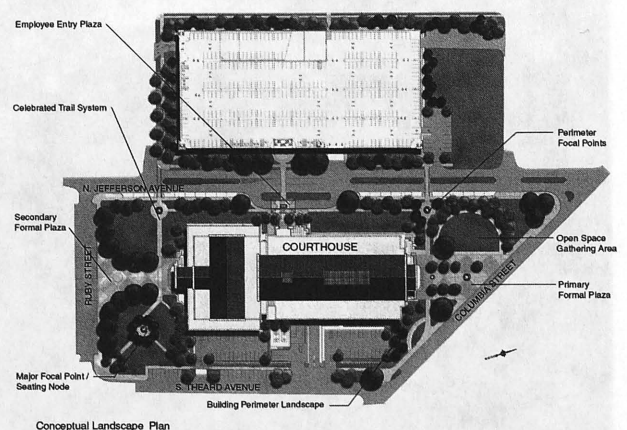 Employee Entry Plaza
Celebrated Trail System
Perimeter
Focal Points
N. JEFFERSON AVENUE
Secondary
Formal Plaza
RUBY STREET
COURTHOUSE
Open Space
Gathering Area
COLUMBIA STREET
Primary
Formal Plaza
Major Focal Point /
Seating Node
S. THEARD AVENUE
Building Perimeter Landscape
Conceptual Landscape Plan